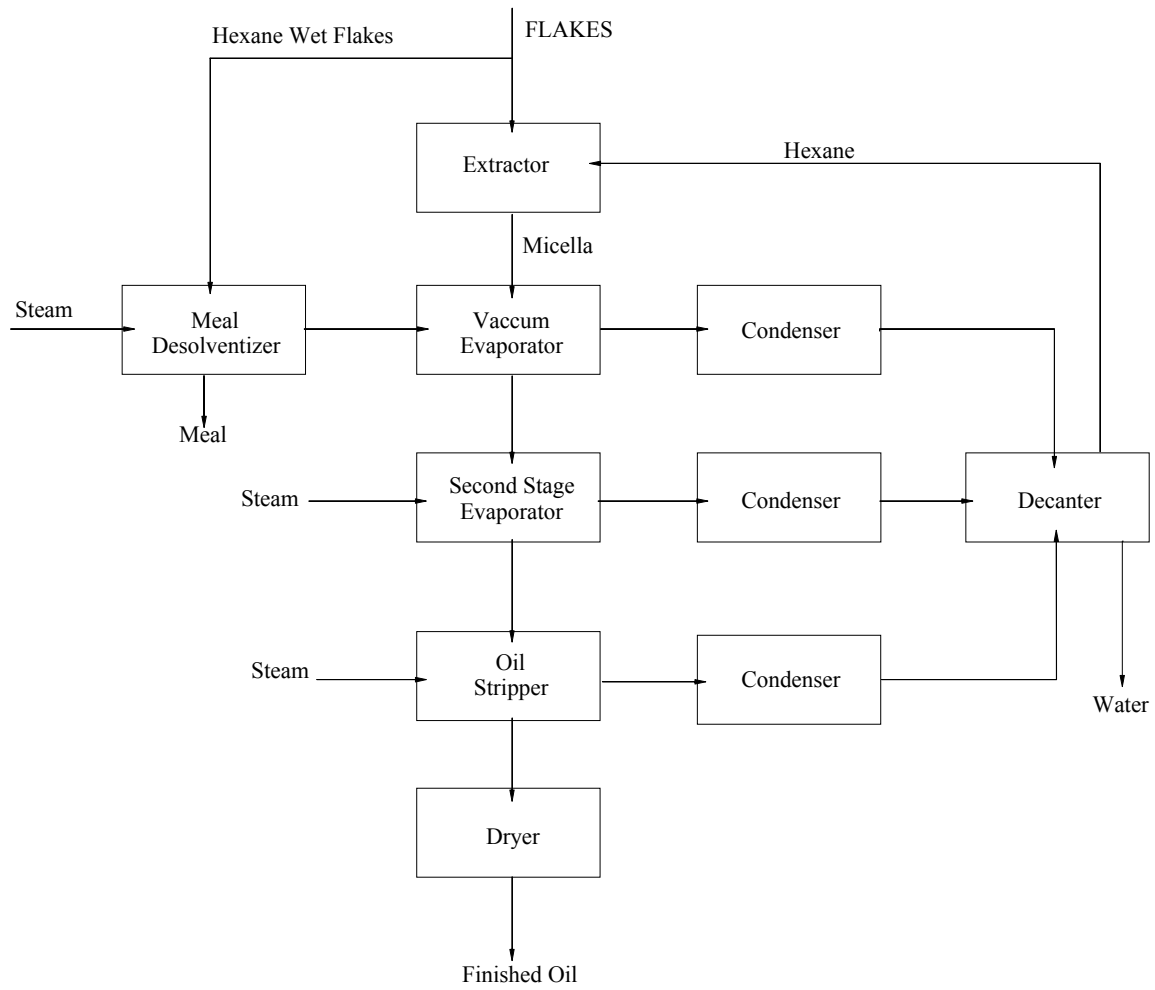 FLAKES
Hexane Wet Flakes
Extractor
Hexane
Micella
Steam
Meal
Desolventizer
Vaccum
Evaporator
Condenser
Meal
Steam
Second Stage
Evaporator
Condenser
Decanter
Steam
Oil
Stripper
Condenser
Water
Dryer
Finished Oil